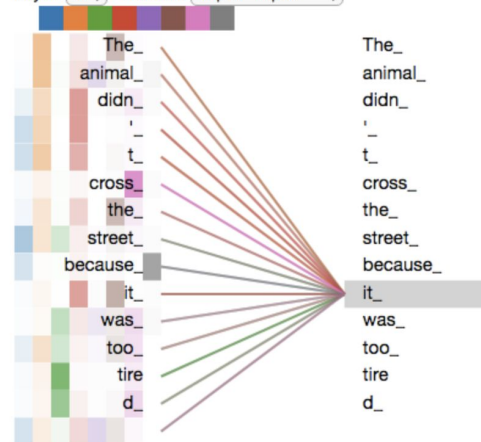 The_ The_
animal_ animal_
didn_ didn_
'_ '_
t_ t_
cross_ cross_
the_ the_
street_ street_
because_ because_
it_ it_
was_ was_
too_ too_
tire tire
d_ d_